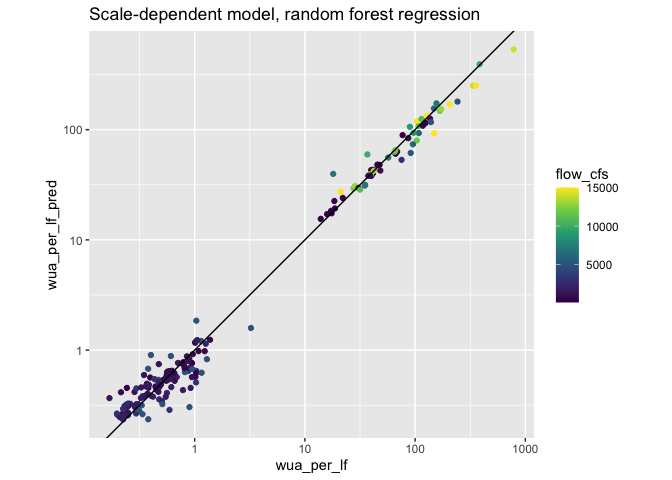 Scale-dependent model, random forest regression
wua_per_lf_pred
100
10
1
1
10
100
1000
wua_per_lf
flow_cfs
15000
10000
5000